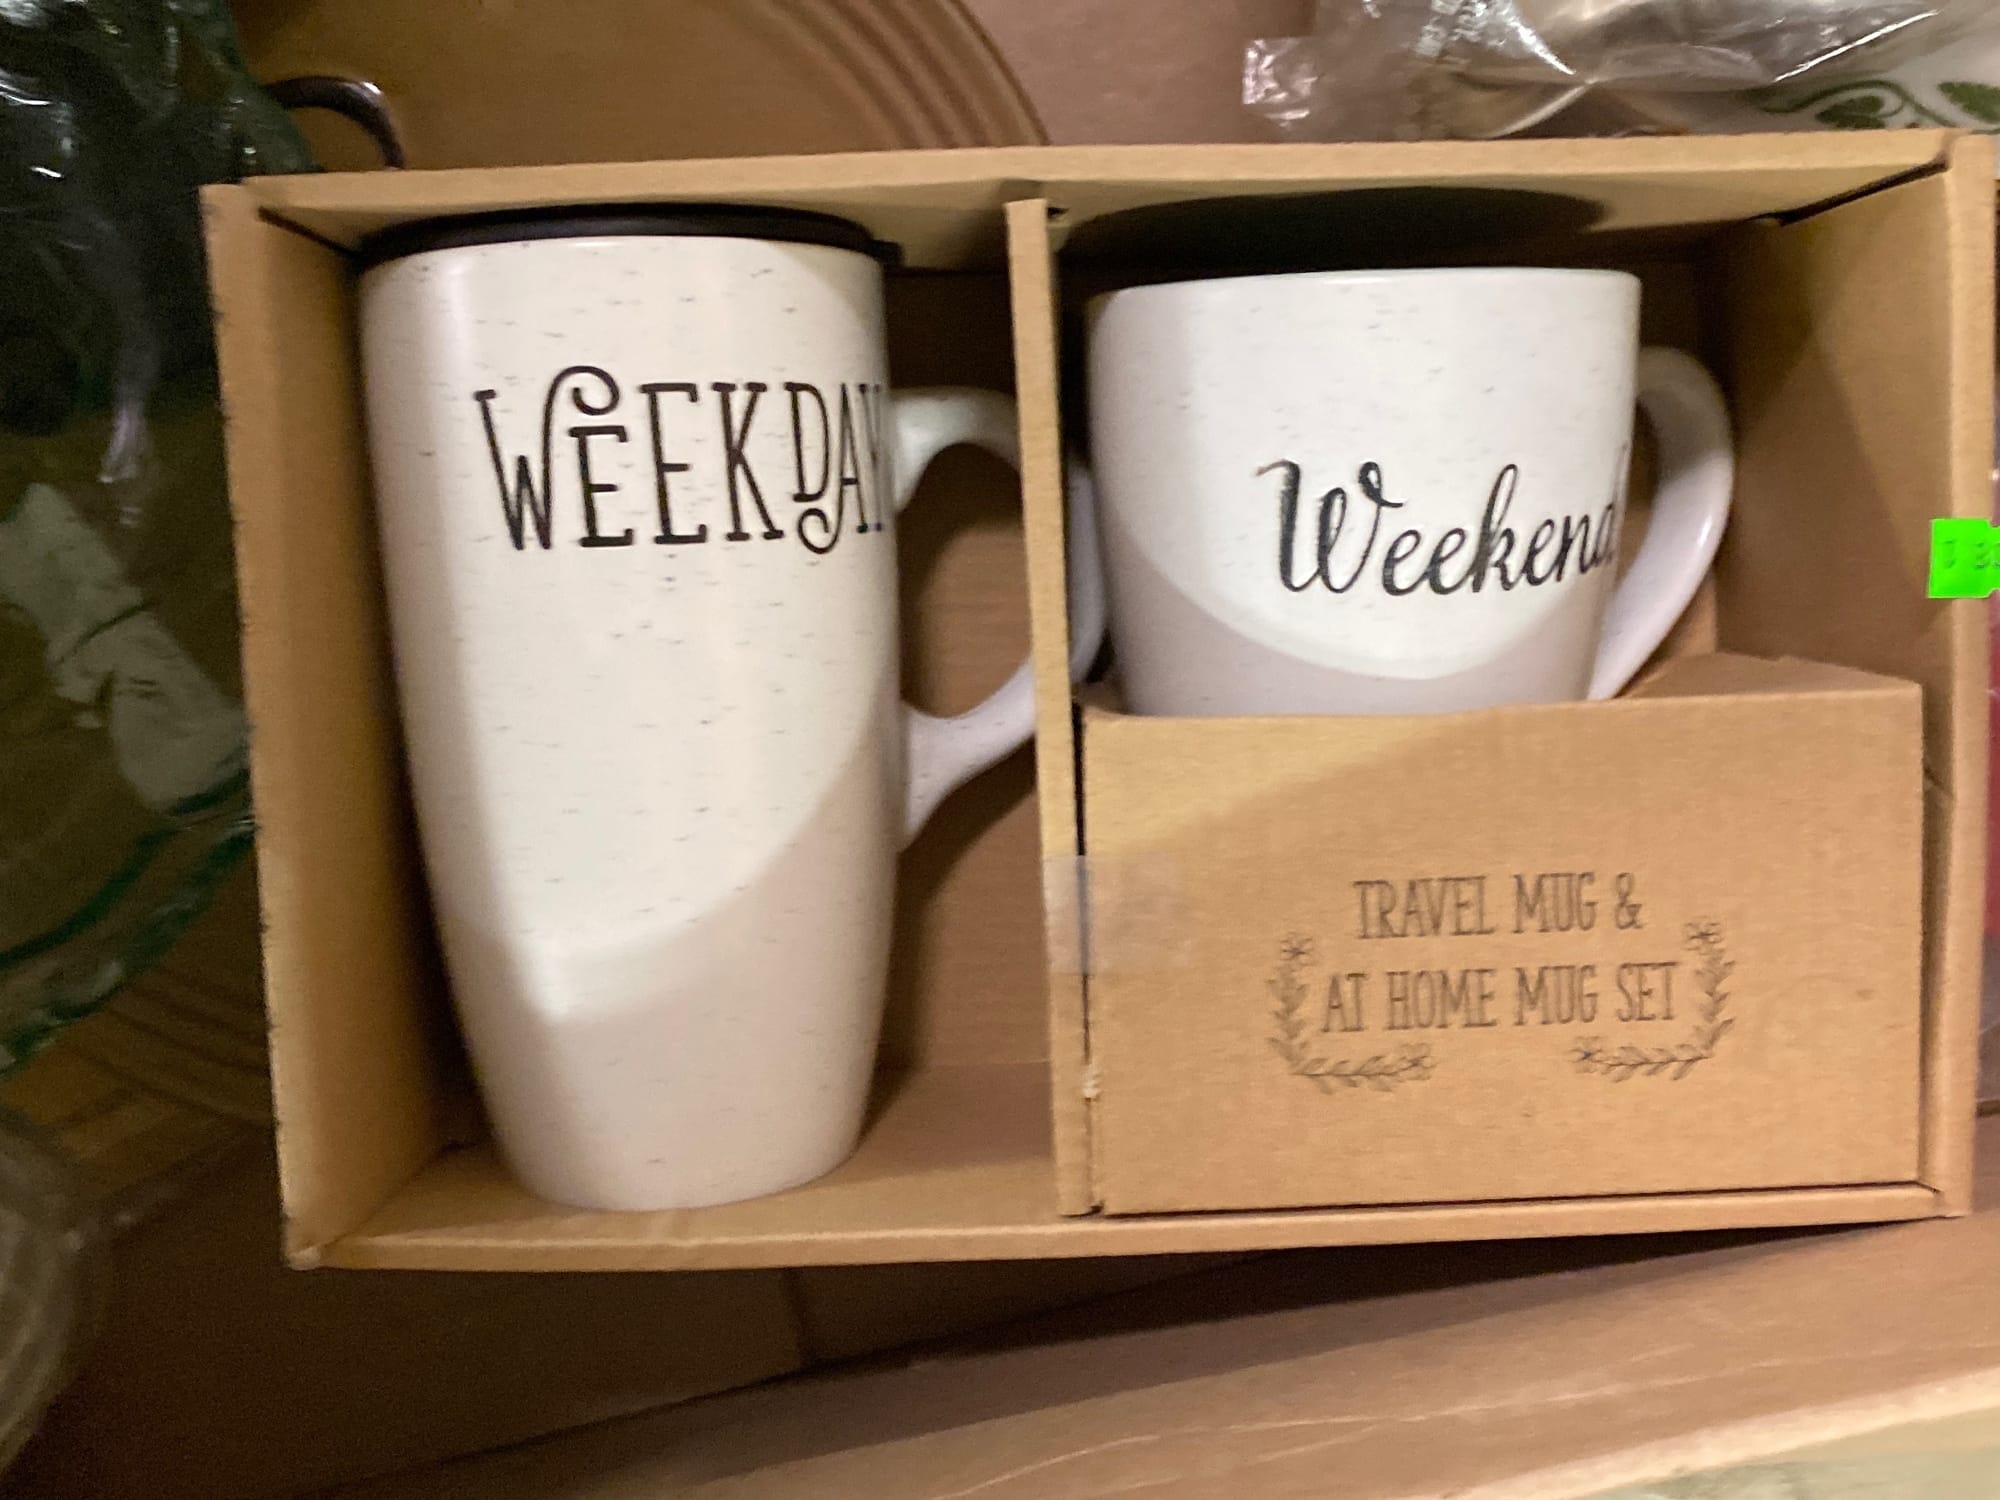 WEEKDAY
Weekend
TRAVEL MUG &
AT HOME MUG SET